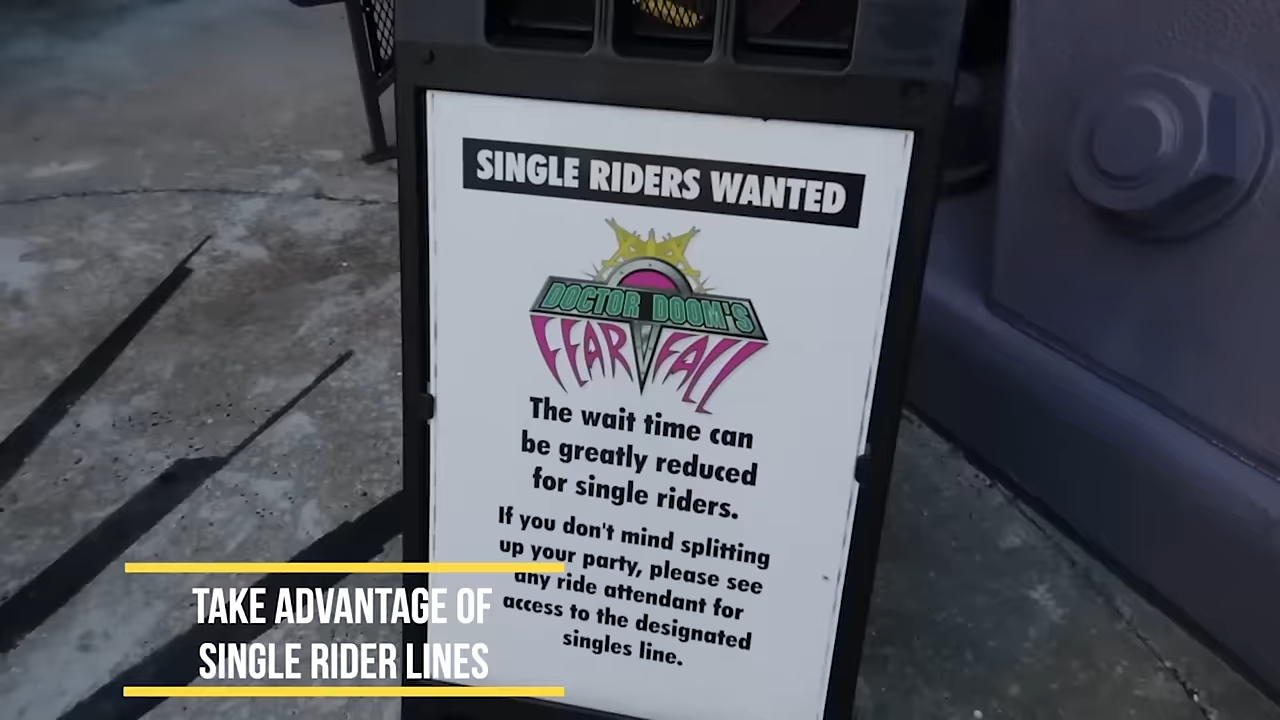 SINGLE RIDERS WANTED
DOCTOR DOOM'S
FEAR FALL
The wait time can
be greatly reduced
for single riders.
If you don't mind splitting
up your party, please see
any ride attendant for
access to the designated
singles line.
TAKE ADVANTAGE OF
SINGLE RIDER LINES